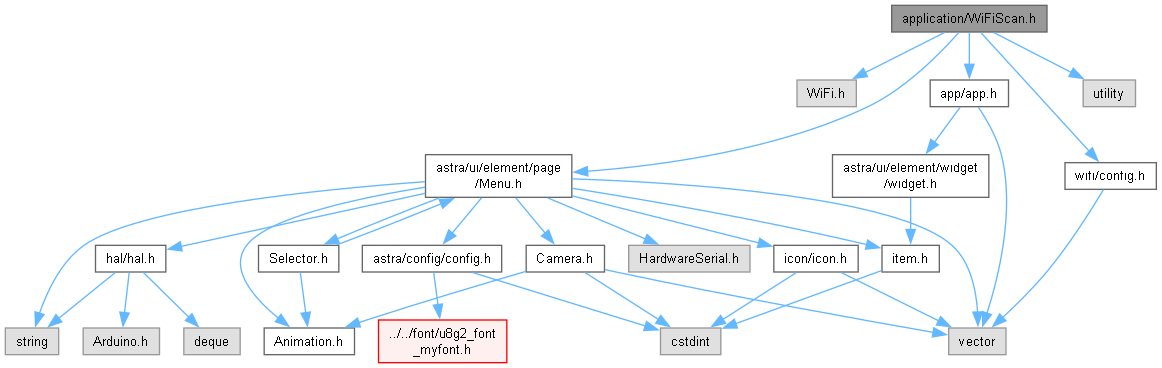 application/WiFiScan.h
WiFi.h
app/app.h
utility
astra/ui/element/page
/Menu.h
astra/ui/element/widget
/widget.h
wifi/config.h
hal/hal.h
Selector.h
astra/config/config.h
Camera.h
HardwareSerial.h
icon/icon.h
item.h
string
Arduino.h
deque
Animation.h
../../font/u8g2_font
_myfont.h
cstdint
vector